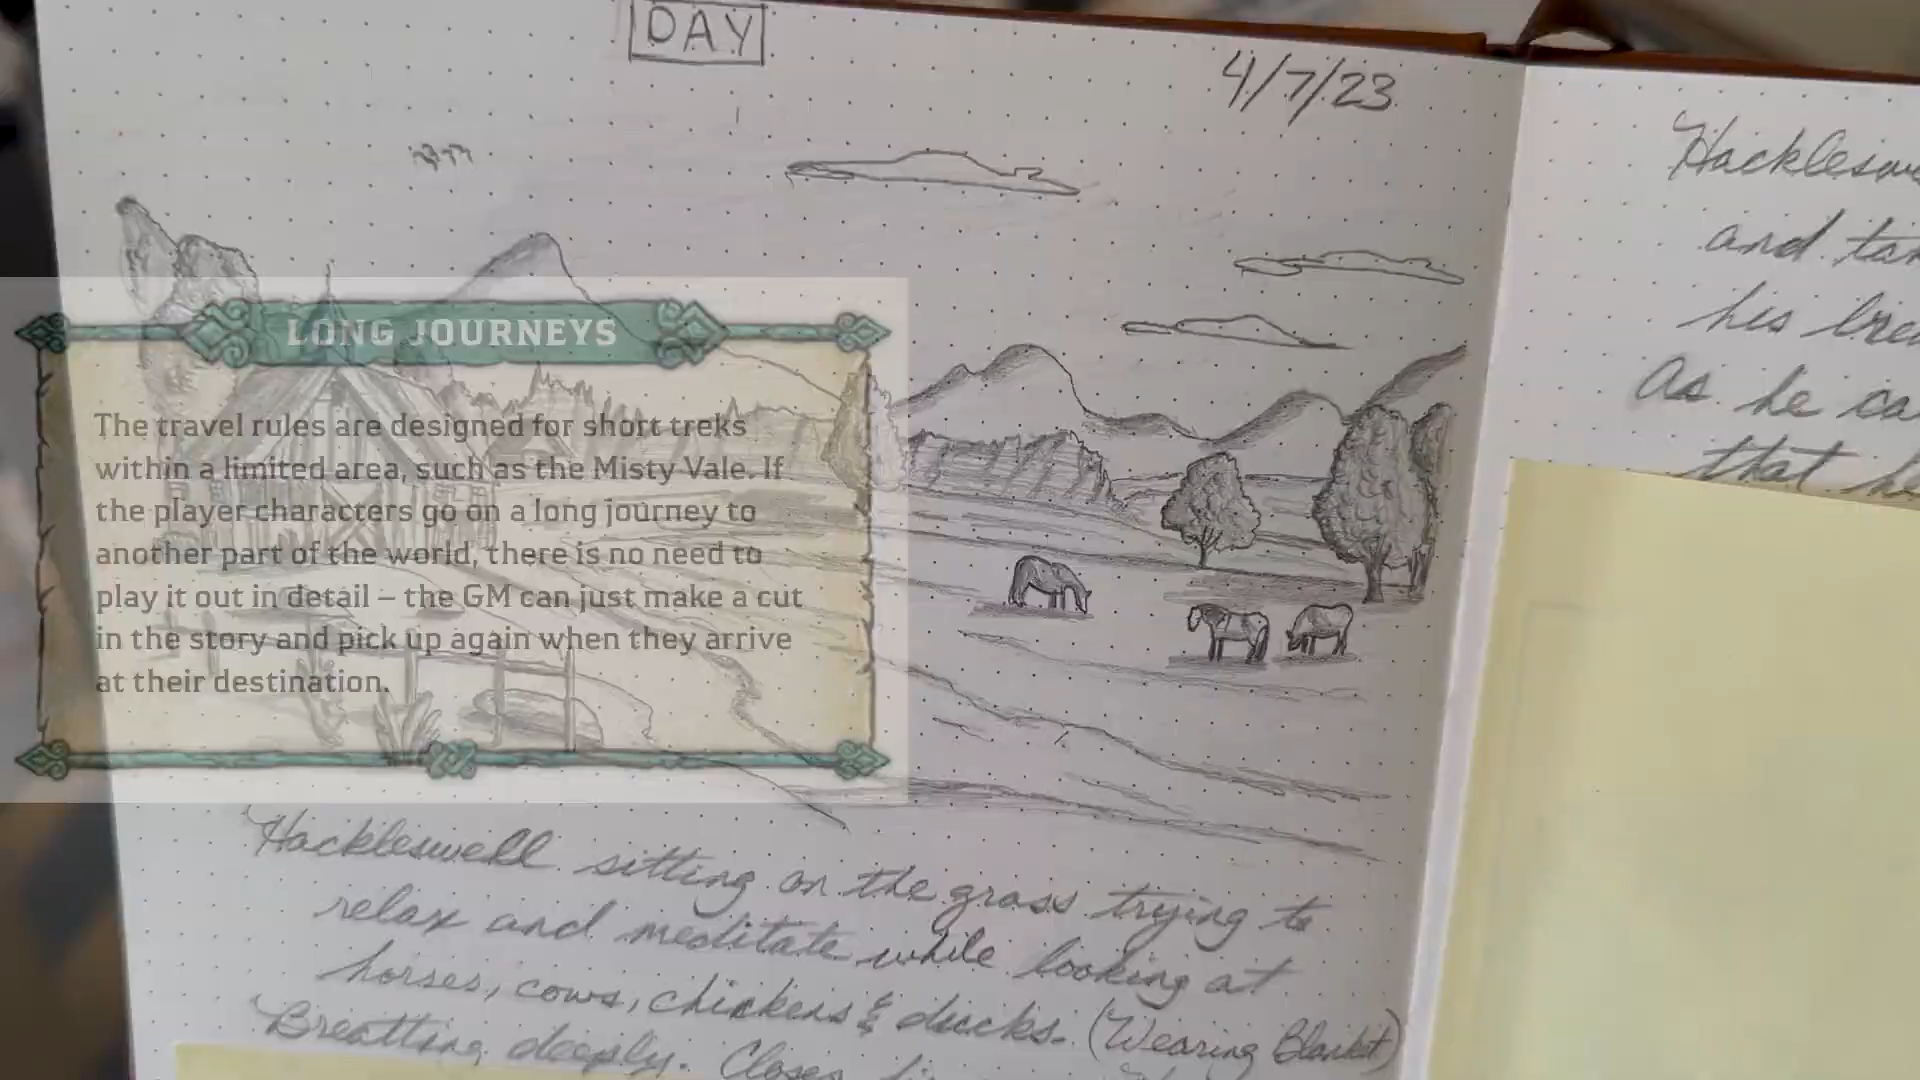 DAY
4/7/23
LONG JOURNEYS
The travel rules are designed for short treks
within a limited area, such as the Misty Vale. If
the player characters go on a long journey to
another part of the world, there is no need to
play it out in detail – the GM can just make a cut
in the story and pick up again when they arrive
at their destination.
Hackleswell sitting on the grass trying to
relax and meditate while looking at
horses, cows, chickens & ducks. (Wearing Blanket)
Breatting deeply. Closes
and
his
As he
that